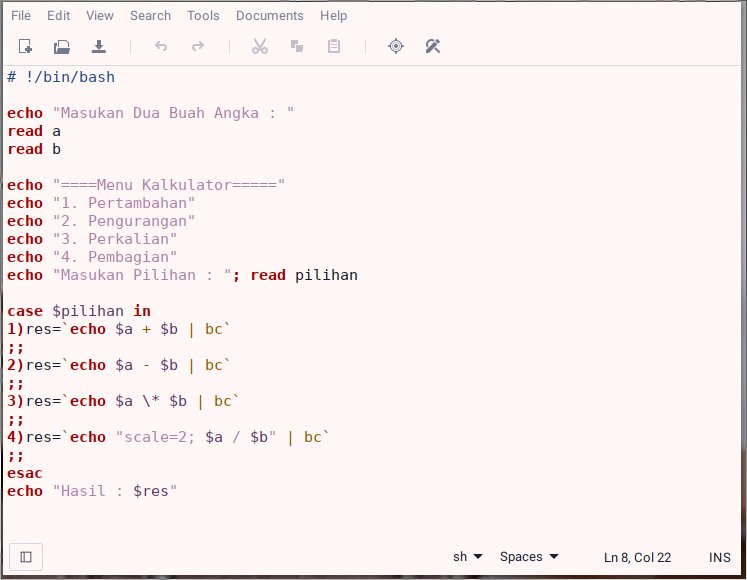 File Edit View Search Tools Documents Help
# !/bin/bash
echo "Masukan Dua Buah Angka : "
read a
read b
echo "====Menu Kalkulator====="
echo "1. Pertambahan"
echo "2. Pengurangan"
echo "3. Perkalian"
echo "4. Pembagian"
echo "Masukan Pilihan : "; read pilihan
case $pilihan in
1)res=`echo $a + $b | bc`
;;
2)res=`echo $a - $b | bc`
;;
3)res=`echo $a \* $b | bc`
;;
4)res=`echo "scale=2; $a / $b" | bc`
;;
esac
echo "Hasil : $res"
sh Spaces Ln 8, Col 22 INS